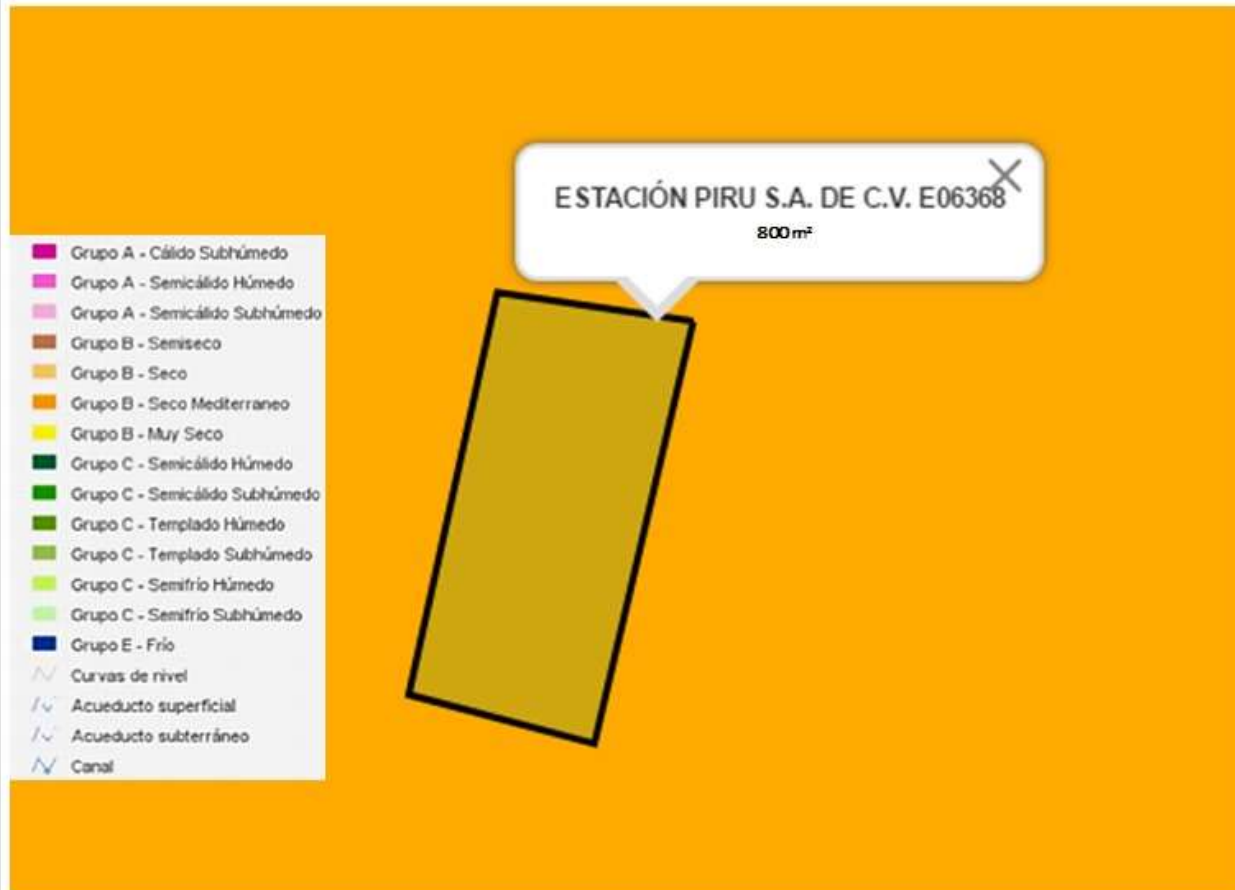 ESTACIÓN PIRU S.A. DE C.V. E06368
800 m²
Grupo A - Cálido Subhúmedo
Grupo A - Semicálido Húmedo
Grupo A - Semicálido Subhúmedo
Grupo B - Semiseco
Grupo B - Seco
Grupo B - Seco Mediterraneo
Grupo B - Muy Seco
Grupo C - Semicálido Húmedo
Grupo C - Semicálido Subhúmedo
Grupo C - Templado Húmedo
Grupo C - Templado Subhúmedo
Grupo C - Semifrío Húmedo
Grupo C - Semifrío Subhúmedo
Grupo E - Frío
Curvas de nivel
Acueducto superficial
Acueducto subterráneo
Canal